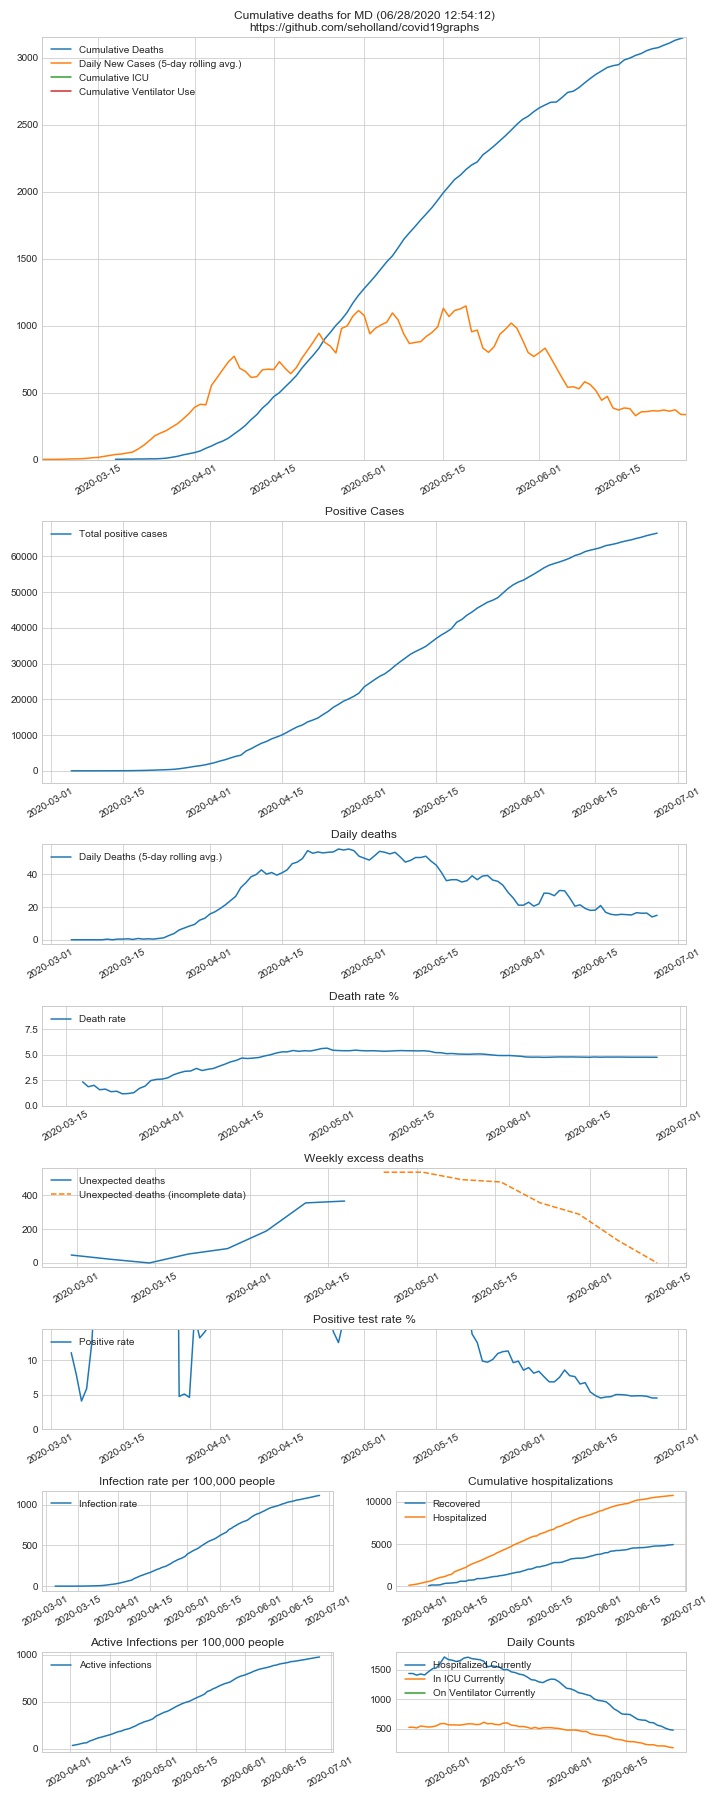 Cumulative deaths for MD (06/28/2020 12:54:12)
https://github.com/seholland/covid19graphs
Cumulative Deaths
Daily New Cases (5-day rolling avg.)
Cumulative ICU
Cumulative Ventilator Use
3000
2500
2000
1500
1000
500
0
2020-03-15 2020-04-01 2020-04-15 2020-05-01 2020-05-15 2020-06-01 2020-06-15
Positive Cases
Total positive cases
60000
50000
40000
30000
20000
10000
0
2020-03-01 2020-03-15 2020-04-01 2020-04-15 2020-05-01 2020-05-15 2020-06-01 2020-06-15 2020-07-01
Daily deaths
Daily Deaths (5-day rolling avg.)
40
20
0
2020-03-01 2020-03-15 2020-04-01 2020-04-15 2020-05-01 2020-05-15 2020-06-01 2020-06-15 2020-07-01
Death rate %
Death rate
7.5
5.0
2.5
0.0
2020-03-15 2020-04-01 2020-04-15 2020-05-01 2020-05-15 2020-06-01 2020-06-15 2020-07-01
Weekly excess deaths
Unexpected deaths
Unexpected deaths (incomplete data)
400
200
0
2020-03-01 2020-03-15 2020-04-01 2020-04-15 2020-05-01 2020-05-15 2020-06-01 2020-06-15
Positive test rate %
Positive rate
10
5
0
2020-03-01 2020-03-15 2020-04-01 2020-04-15 2020-05-01 2020-05-15 2020-06-01 2020-06-15 2020-07-01
Infection rate per 100,000 people
Infection rate
1000
500
0
2020-03-01 2020-03-15 2020-04-01 2020-04-15 2020-05-01 2020-05-15 2020-06-01 2020-06-15 2020-07-01
Cumulative hospitalizations
Recovered
Hospitalized
10000
5000
0
2020-04-01 2020-04-15 2020-05-01 2020-05-15 2020-06-01 2020-06-15 2020-07-01
Active Infections per 100,000 people
Active infections
1000
500
0
2020-04-01 2020-04-15 2020-05-01 2020-05-15 2020-06-01 2020-06-15 2020-07-01
Daily Counts
Hospitalized Currently
In ICU Currently
On Ventilator Currently
1500
1000
500
2020-05-01 2020-05-15 2020-06-01 2020-06-15